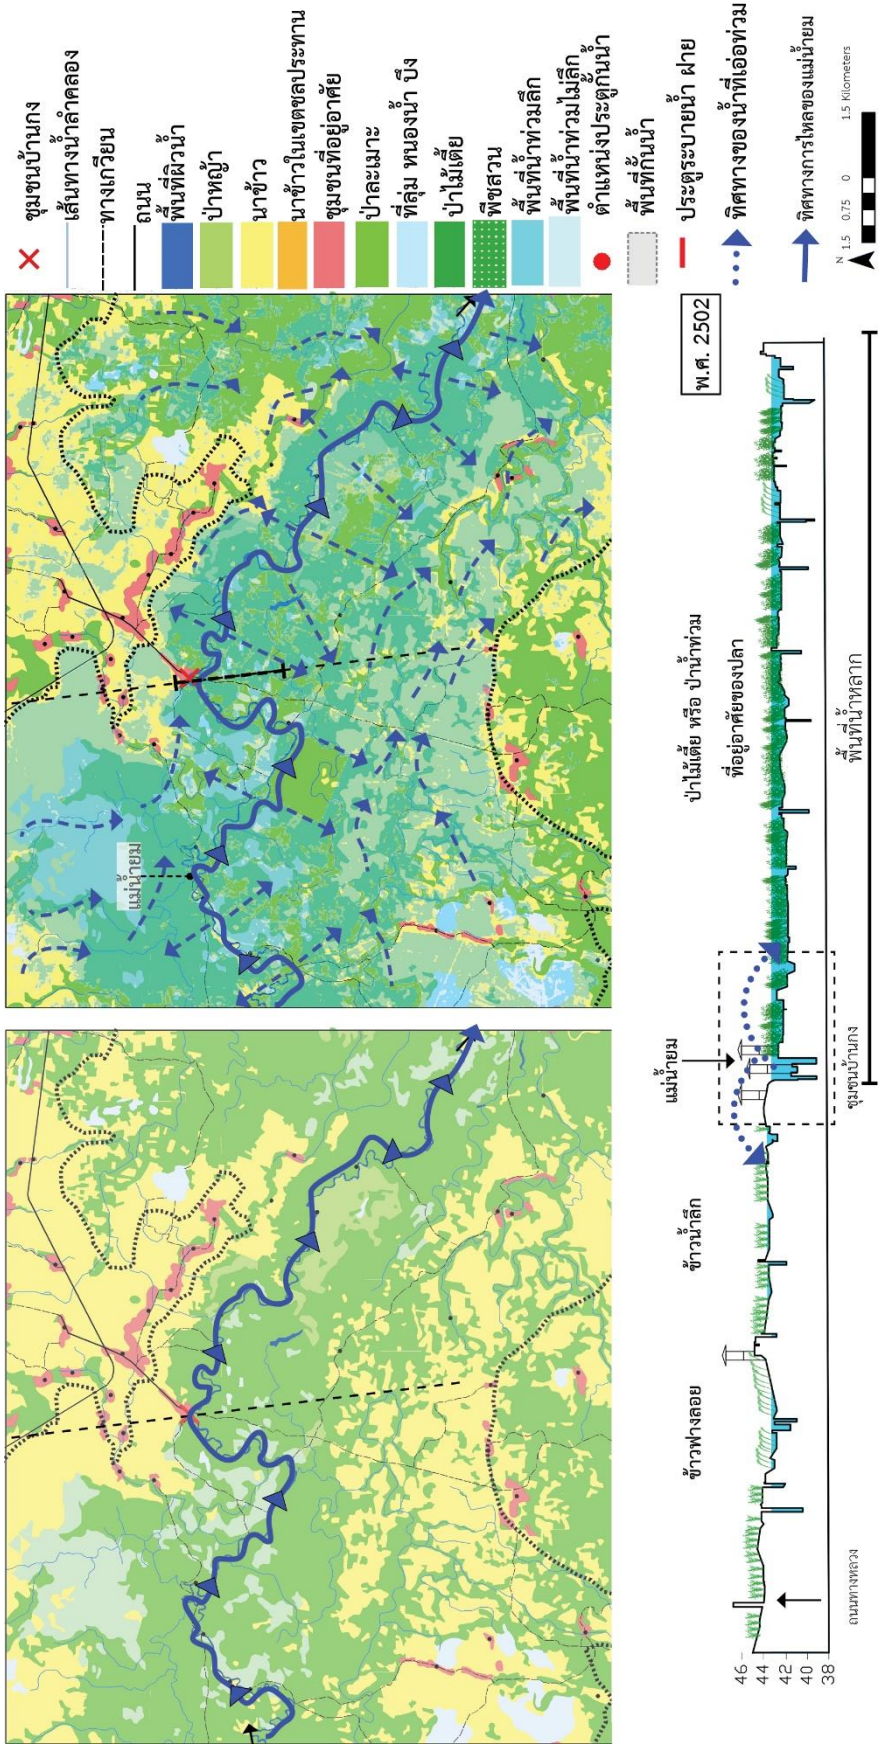 แม่น้ำยม
ชุมชนบ้านกง
เส้นทางน้ำลำคลอง
ทางเกวียน
ถนน
พื้นที่ผิวน้ำ
ป่าหญ้า
นาข้าว
นาข้าวในเขตชลประทาน
ชุมชนที่อยู่อาศัย
ป่าละเมาะ
ที่ลุ่ม หนองน้ำ บึง
ป่าไม้เตี้ย
พืชสวน
พื้นที่น้ำท่วมลึก
พื้นที่น้ำท่วมไม่ลึก
ตำแหน่งประตูกั้นน้ำ
พื้นที่กั้นน้ำ
ประตูระบายน้ำ ฝาย
ทิศทางของน้ำที่เอ่อท่วม
ทิศทางการไหลของแม่น้ำยม
N
1.5 0.75 0 1.5 Kilometers
พ.ศ. 2502
ข้าวฟางลอย
ข้าวน้ำลึก
แม่น้ำยม
ป่าไม้เตี้ย หรือ ป่าน้ำท่วม
ที่อยู่อาศัยของปลา
46
44
42
40
38
ถนนทางหลวง
ชุมชนบ้านกง
พื้นที่น้ำหลาก